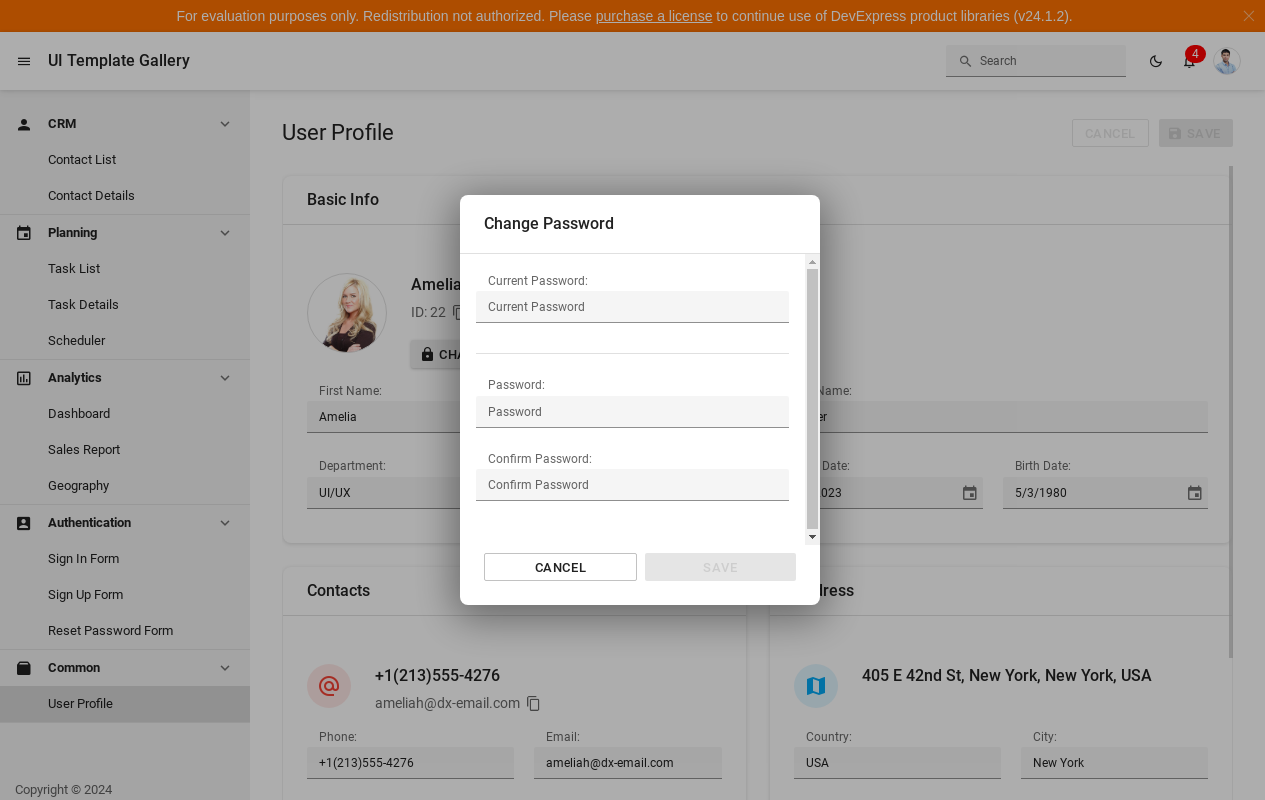 For evaluation purposes only. Redistribution not authorized. Please purchase a license to continue use of DevExpress product libraries (v24.1.2).
UI Template Gallery
Search
4
CRM
Contact List
Contact Details
Planning
Task List
Task Details
Scheduler
Analytics
Dashboard
Sales Report
Geography
Authentication
Sign In Form
Sign Up Form
Reset Password Form
Common
User Profile
Copyright © 2024
User Profile
CANCEL
SAVE
Basic Info
Amelia
ID: 22
CHA
First Name:
Amelia
Name:
er
Department:
UI/UX
Date:
023
Birth Date:
5/3/1980
Change Password
Current Password:
Current Password
Password:
Password
Confirm Password:
Confirm Password
CANCEL
SAVE
Contacts
+1(213)555-4276
ameliah@dx-email.com
Phone:
+1(213)555-4276
Email:
ameliah@dx-email.com
dress
405 E 42nd St, New York, New York, USA
Country:
USA
City:
New York